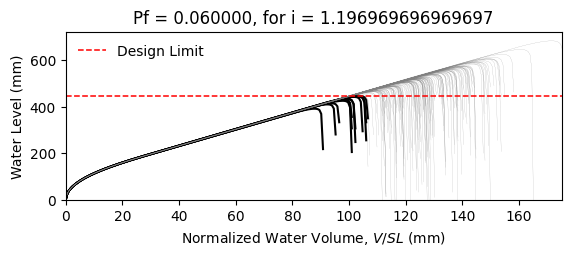 Pf = 0.060000, for i = 1.196969696969697
Water Level (mm)
600
400
200
0
Design Limit
0 20 40 60 80 100 120 140 160
Normalized Water Volume, V/SL (mm)